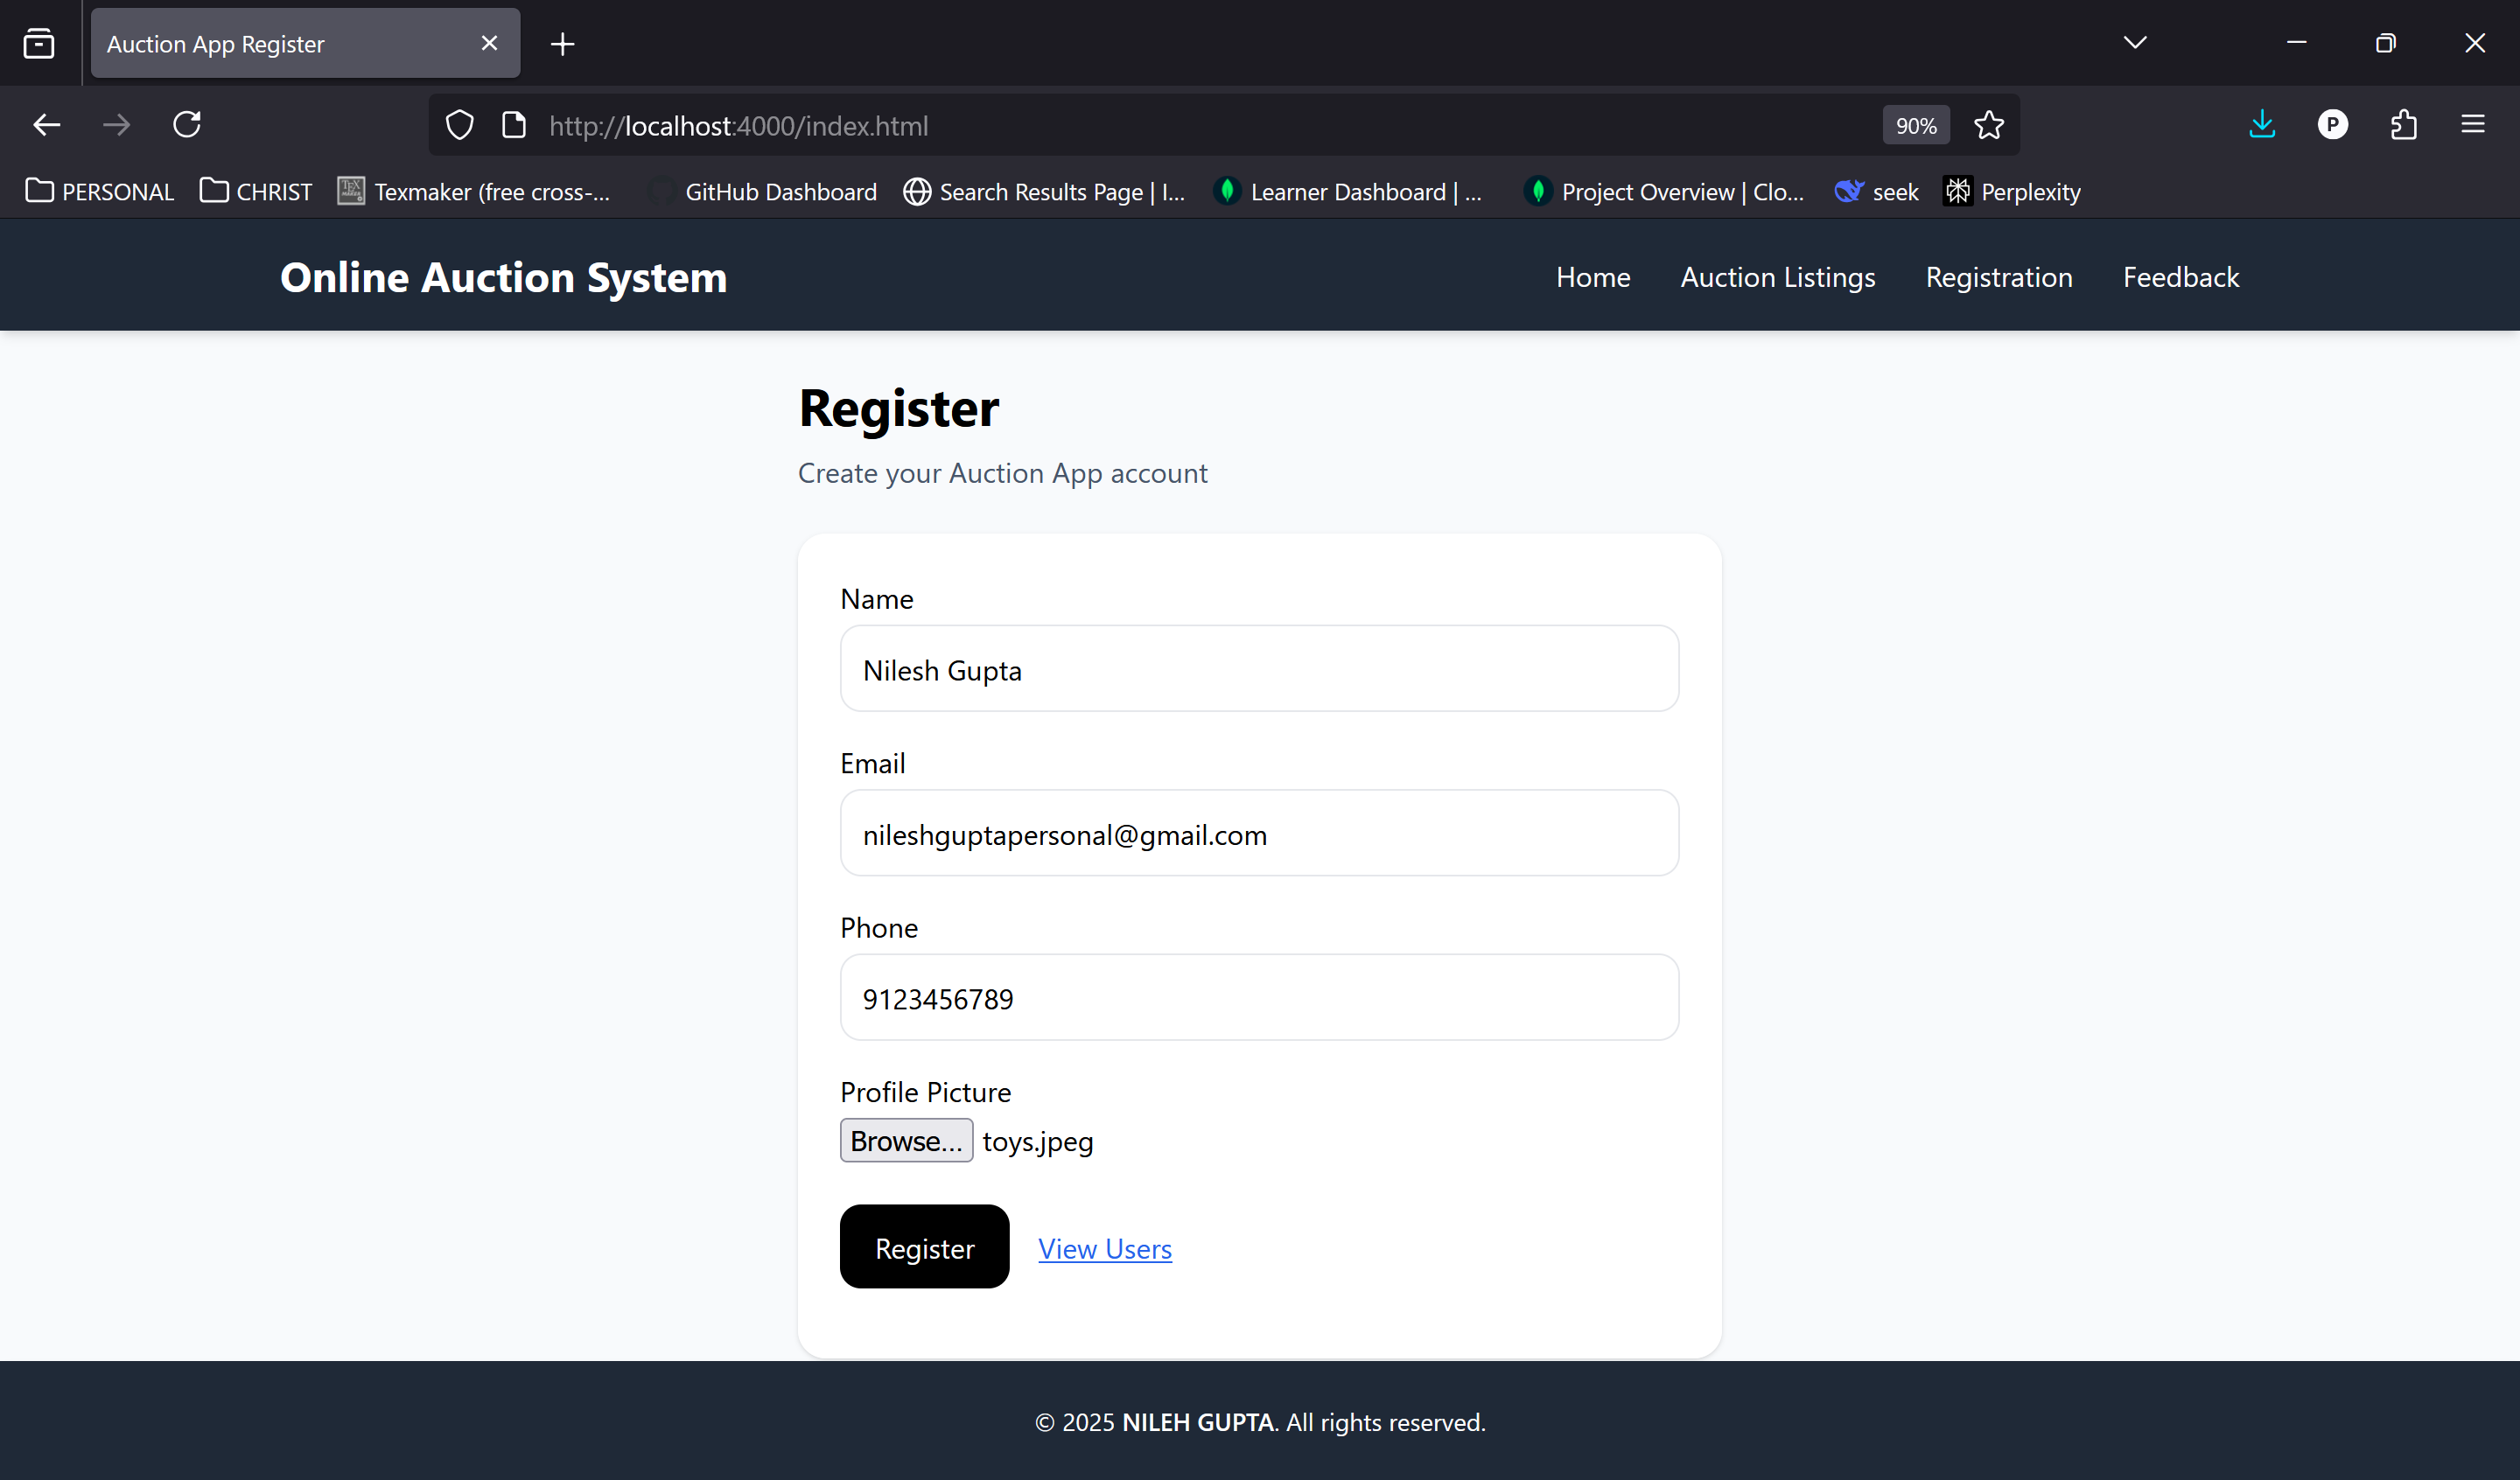 Auction App Register
http://localhost:4000/index.html
90%
P
PERSONAL CHRIST Texmaker (free cross-... GitHub Dashboard Search Results Page | I... Learner Dashboard | ... Project Overview | Clo... seek Perplexity
Online Auction System Home Auction Listings Registration Feedback
Register
Create your Auction App account
Name
Nilesh Gupta
Email
nileshguptapersonal@gmail.com
Phone
9123456789
Profile Picture
Browse... toys.jpeg
Register View Users
© 2025 NILEH GUPTA. All rights reserved.